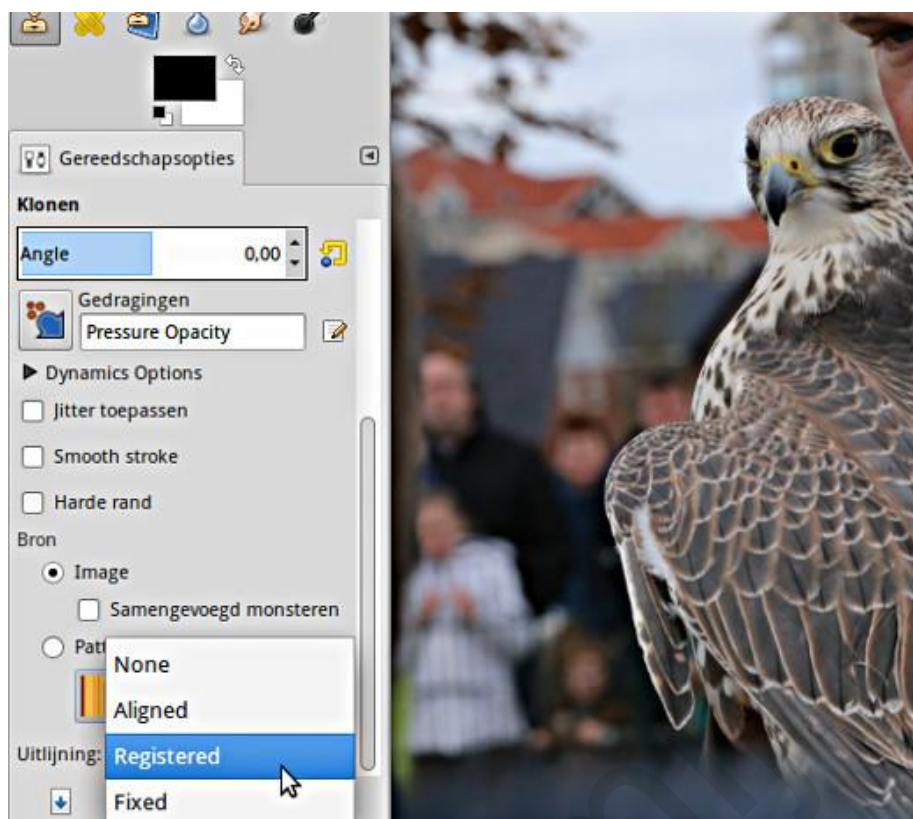 Gereedschapsopties
Klonen
Angle 0,00
Gedragingen
Pressure Opacity
Dynamics Options
Jitter toepassen
Smooth stroke
Harde rand
Bron
Image
Samengevoegd monsteren
Patt
None
Aligned
Uitlijning: Registered
Fixed